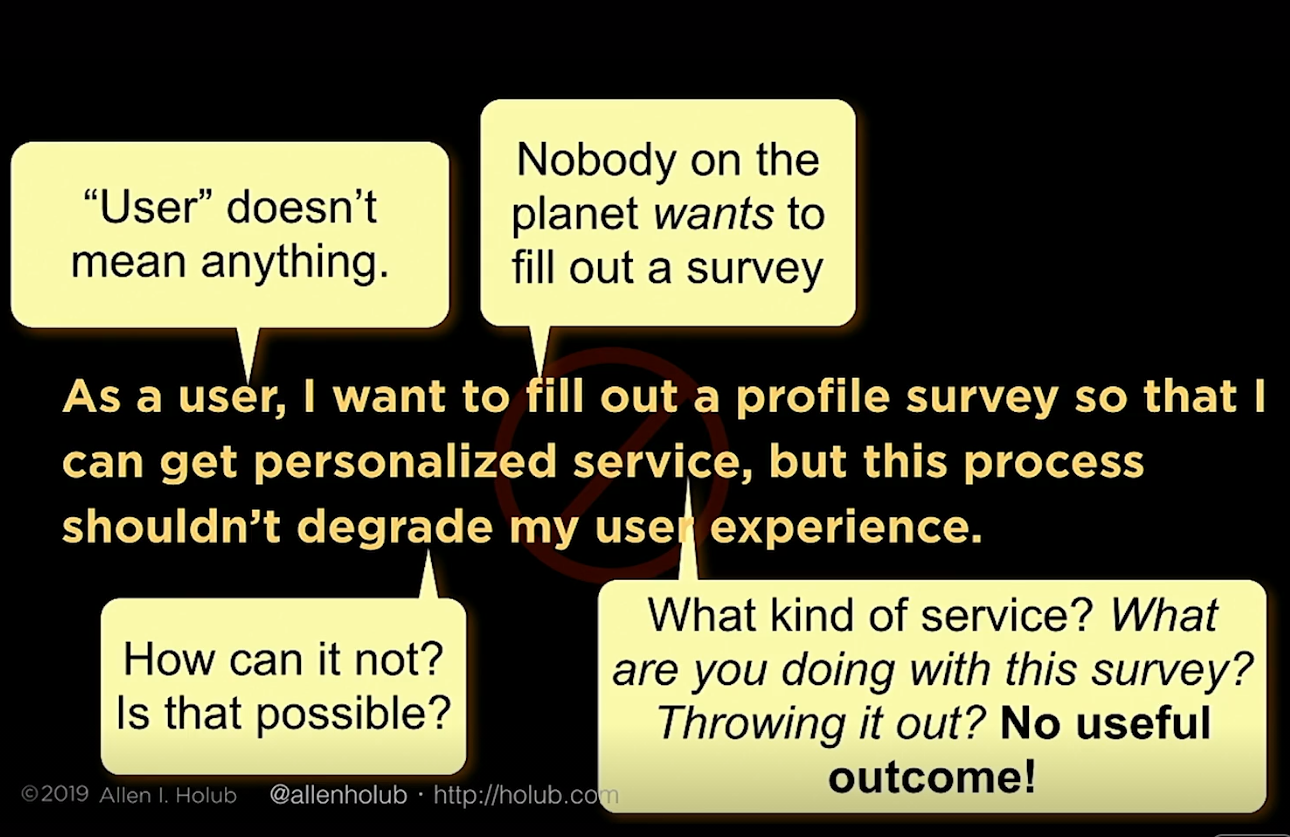 “User” doesn’t
mean anything.
Nobody on the
planet wants to
fill out a survey
As a user, I want to fill out a profile survey so that I
can get personalized service, but this process
shouldn’t degrade my user experience.
How can it not?
Is that possible?
What kind of service? What
are you doing with this survey?
Throwing it out? No useful
outcome!
©2019 Allen I. Holub @allenholub · http://holub.com